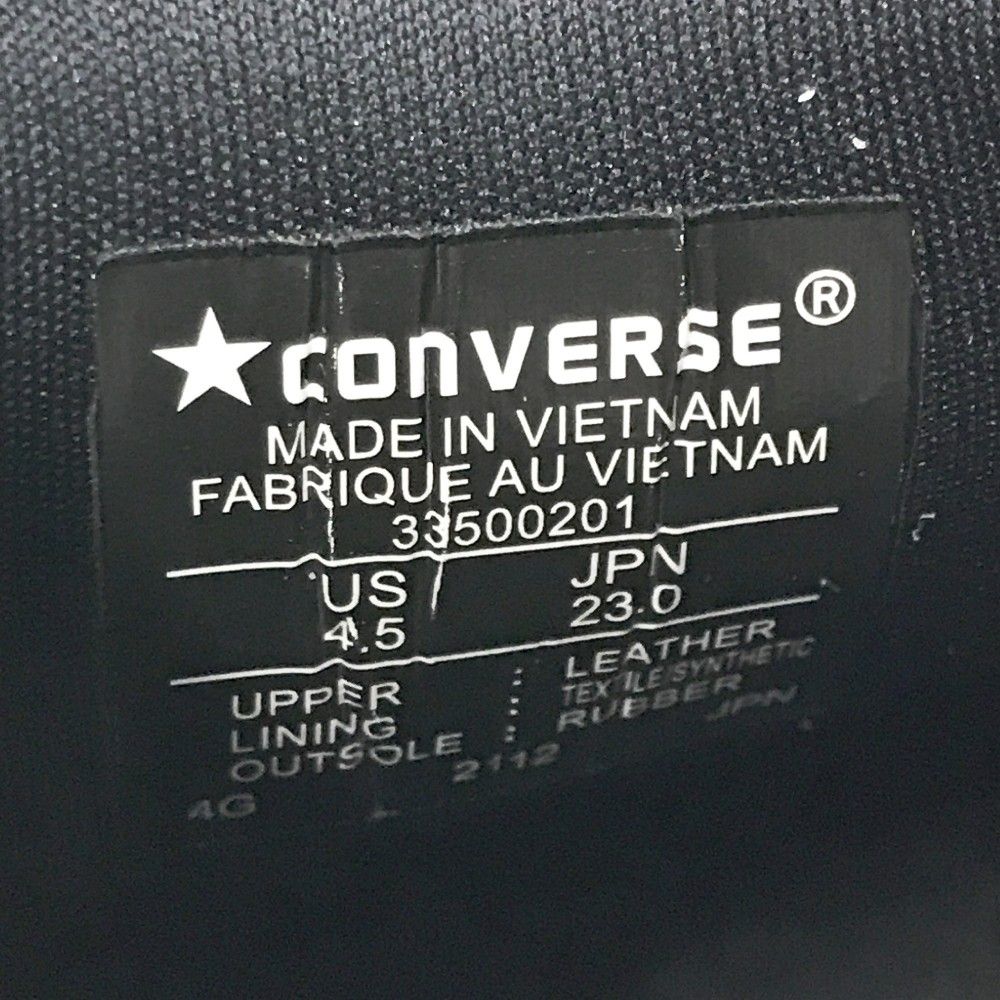 ★CONVERSE®
MADE IN VIETNAM
FABRIQUE AU VIETNAM
33500201
US JPN
4.5 23.0
UPPER : LEATHER
LINING : TEXTILE/SYNTHETIC
OUTSOLE : RUBBER
4G 2112 JPN